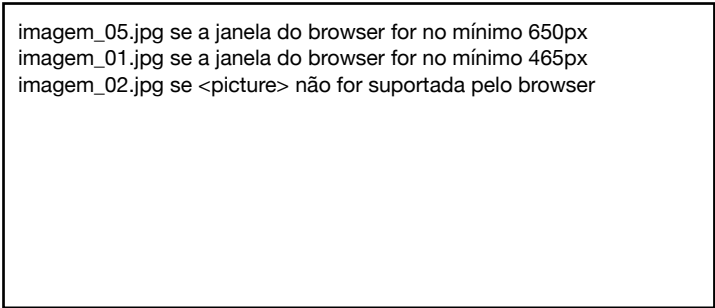 imagem_05.jpg se a janela do browser for no mínimo 650px
imagem_01.jpg se a janela do browser for no mínimo 465px
imagem_02.jpg se <picture> não for suportada pelo browser